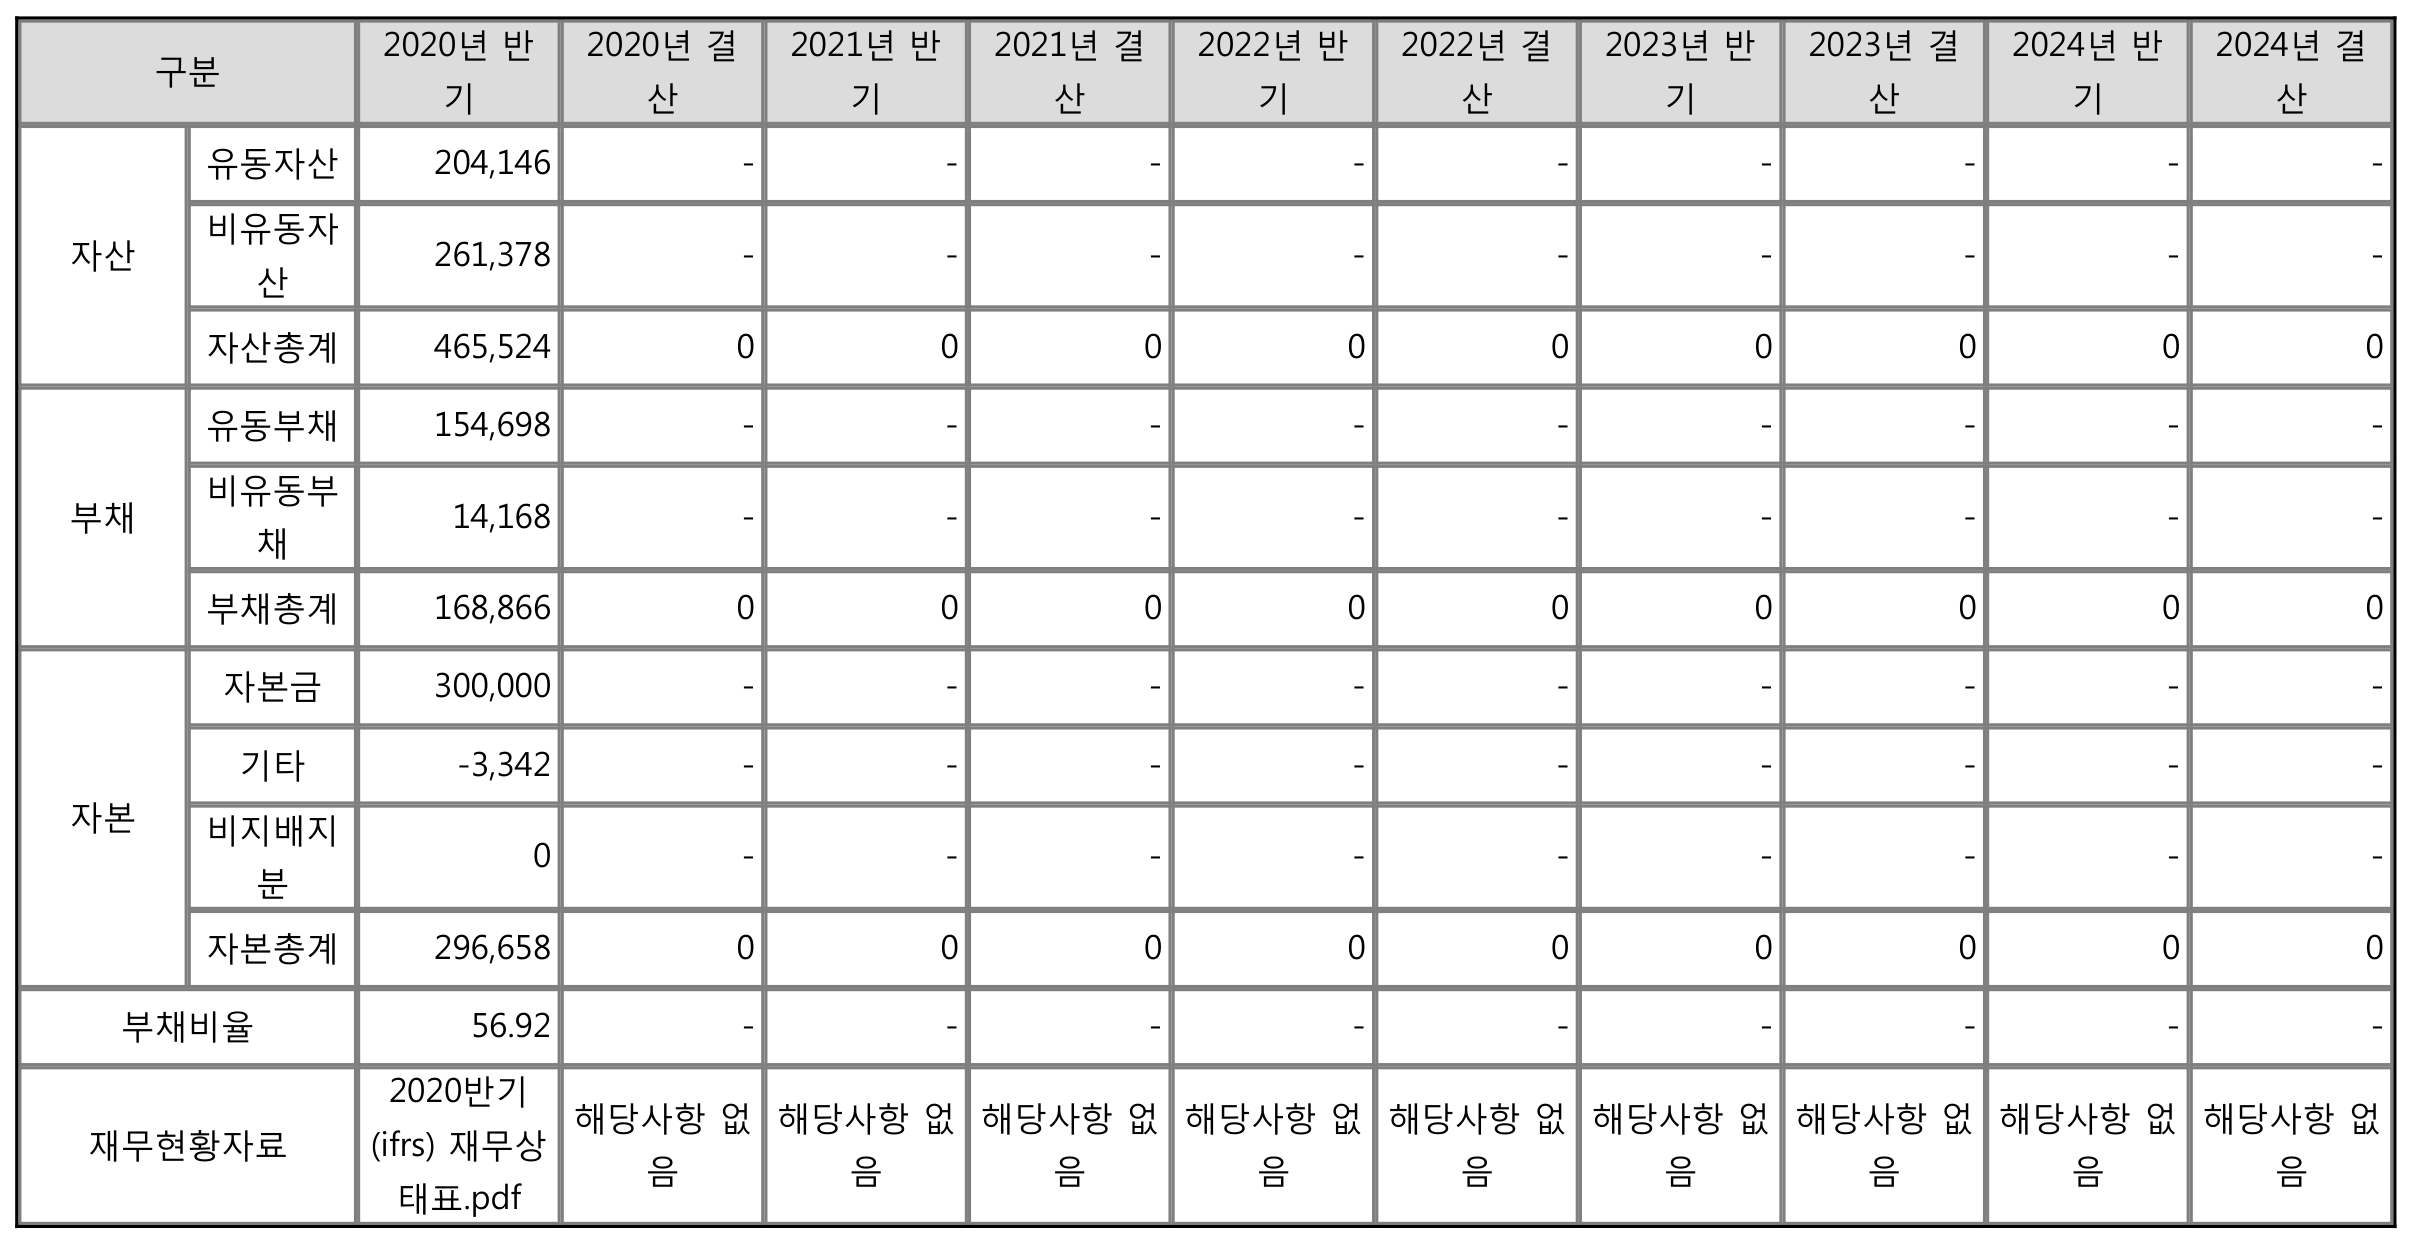 구분 2020년 반기 2020년 결산 2021년 반기 2021년 결산 2022년 반기 2022년 결산 2023년 반기 2023년 결산 2024년 반기 2024년 결산
자산 유동자산 204,146 - - - - - - - - -
비유동자산 261,378 - - - - - - - - -
자산총계 465,524 0 0 0 0 0 0 0 0 0
부채 유동부채 154,698 - - - - - - - - -
비유동부채 14,168 - - - - - - - - -
부채총계 168,866 0 0 0 0 0 0 0 0 0
자본 자본금 300,000 - - - - - - - - -
기타 -3,342 - - - - - - - - -
비지배지분 0 - - - - - - - - -
자본총계 296,658 0 0 0 0 0 0 0 0 0
부채비율 56.92 - - - - - - - - -
재무현황자료 2020반기(ifrs) 재무상태표.pdf 해당사항 없음 해당사항 없음 해당사항 없음 해당사항 없음 해당사항 없음 해당사항 없음 해당사항 없음 해당사항 없음 해당사항 없음